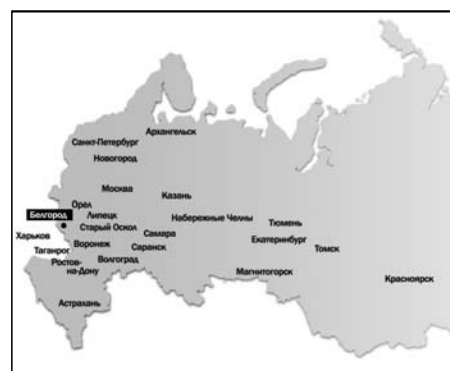 Архангельск
Санкт-Петербург
Новогород
Москва
Казань
Орел
Белгород
Липецк
Набережные Челны
Старый Оскол
Тюмень
Харьков
Самара
Екатеринбург
Воронеж
Саранск
Томск
Таганрог
Ростов-
на-Дону
Волгоград
Магнитогорск
Красноярск
Астрахань